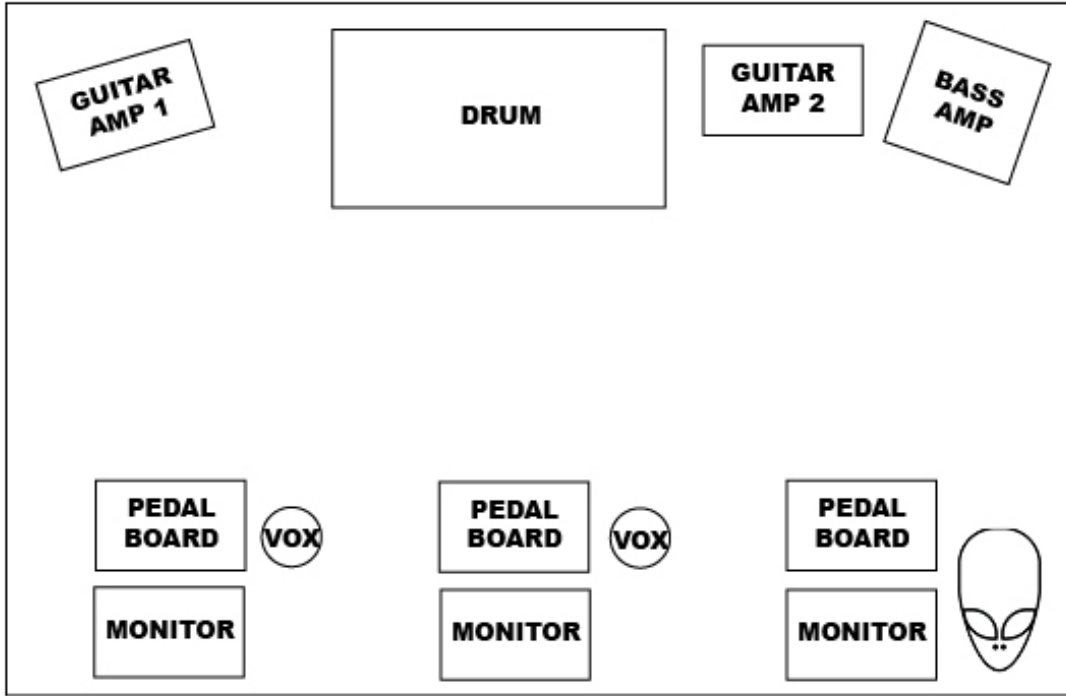 GUITAR
AMP 1
DRUM
GUITAR
AMP 2
BASS
AMP
PEDAL
BOARD
VOX
PEDAL
BOARD
VOX
PEDAL
BOARD
MONITOR
MONITOR
MONITOR